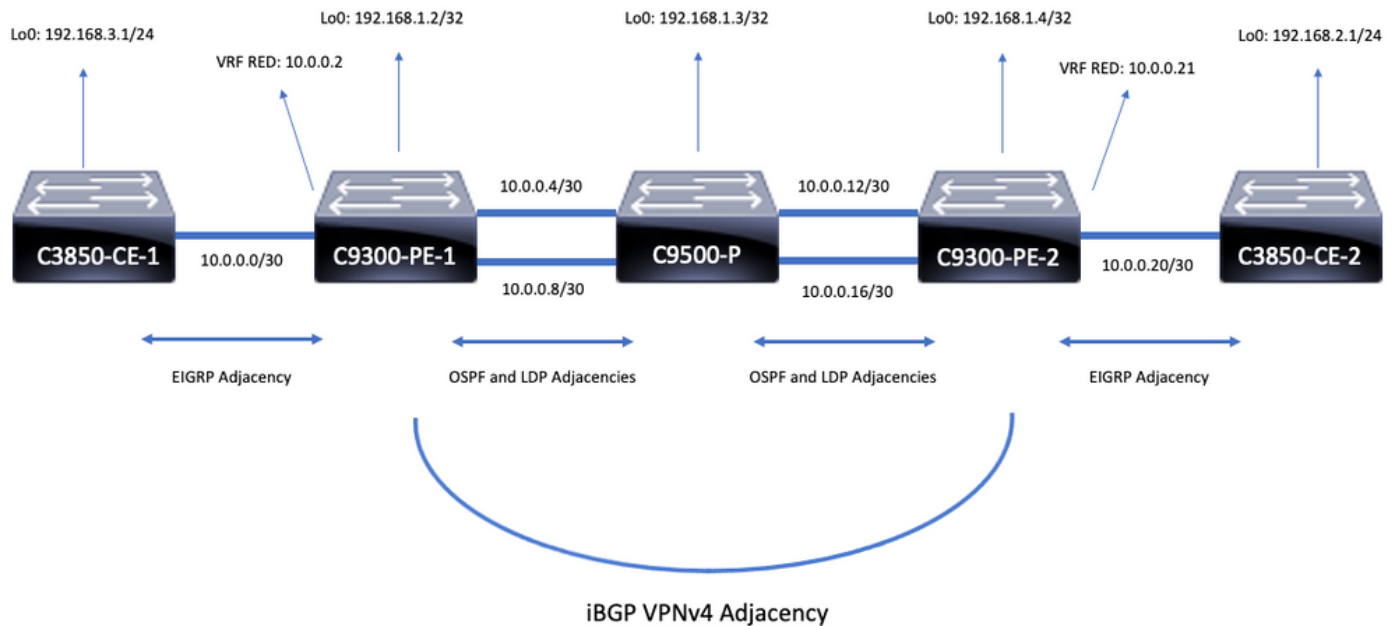 Lo0: 192.168.3.1/24
VRF RED: 10.0.0.2
Lo0: 192.168.1.2/32
Lo0: 192.168.1.3/32
Lo0: 192.168.1.4/32
VRF RED: 10.0.0.21
Lo0: 192.168.2.1/24
C3850-CE-1
10.0.0.0/30
C9300-PE-1
10.0.0.4/30
10.0.0.8/30
C9500-P
10.0.0.12/30
10.0.0.16/30
C9300-PE-2
10.0.0.20/30
C3850-CE-2
EIGRP Adjacency
OSPF and LDP Adjacencies
OSPF and LDP Adjacencies
EIGRP Adjacency
iBGP VPNv4 Adjacency